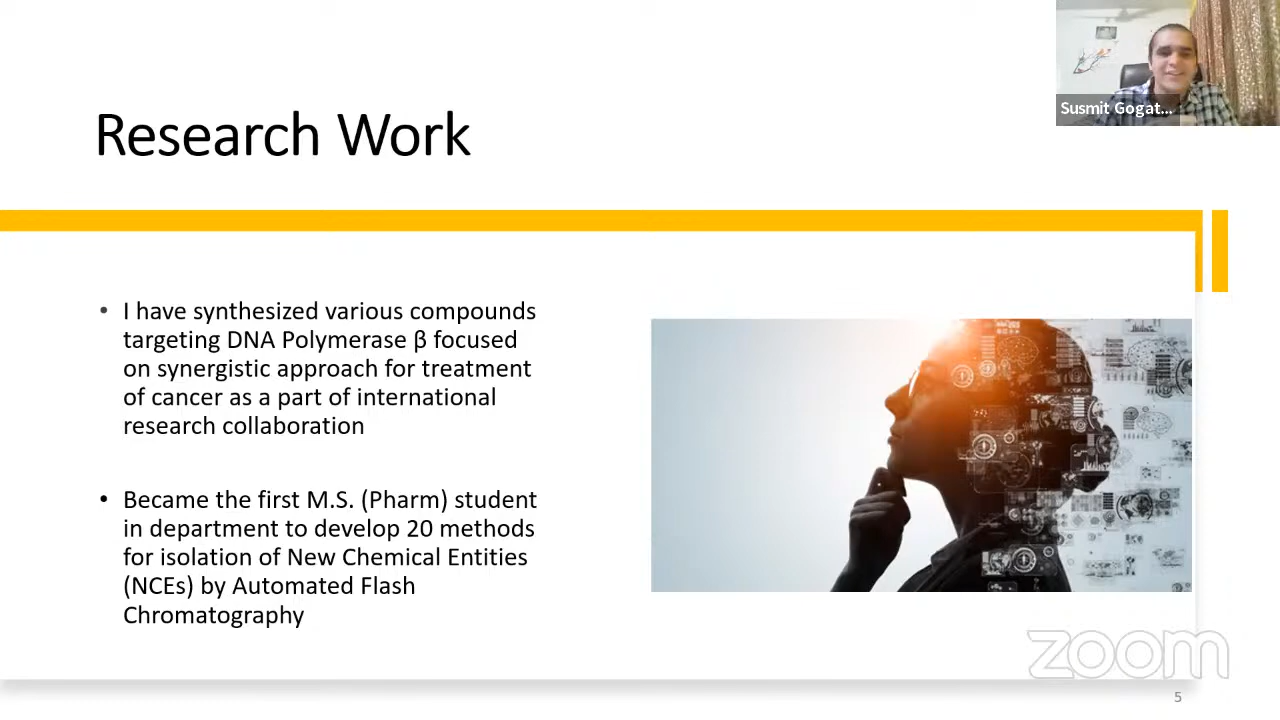 Susmit Gogat...
Research Work
• I have synthesized various compounds
targeting DNA Polymerase β focused
on synergistic approach for treatment
of cancer as a part of international
research collaboration
• Became the first M.S. (Pharm) student
in department to develop 20 methods
for isolation of New Chemical Entities
(NCEs) by Automated Flash
Chromatography
zoom
5